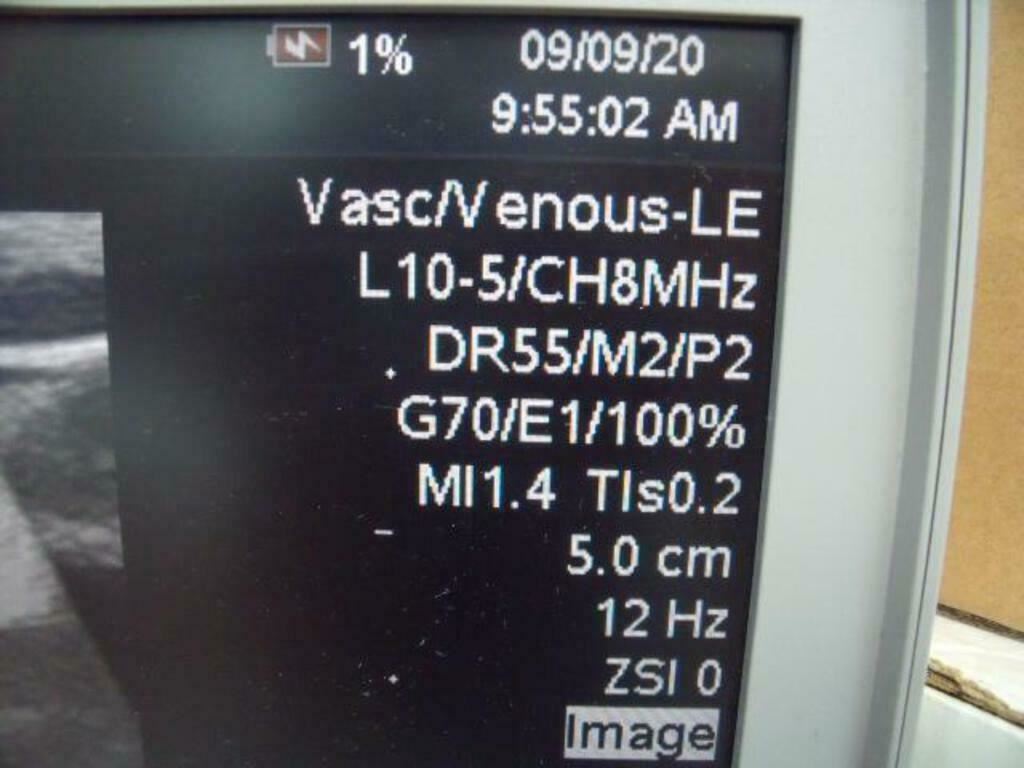 1% 09/09/20
9:55:02 AM
Vasc/Venous-LE
L10-5/CH8MHz
DR55/M2/P2
G70/E1/100%
MI1.4 TIs0.2
5.0 cm
12 Hz
ZSI 0
Image